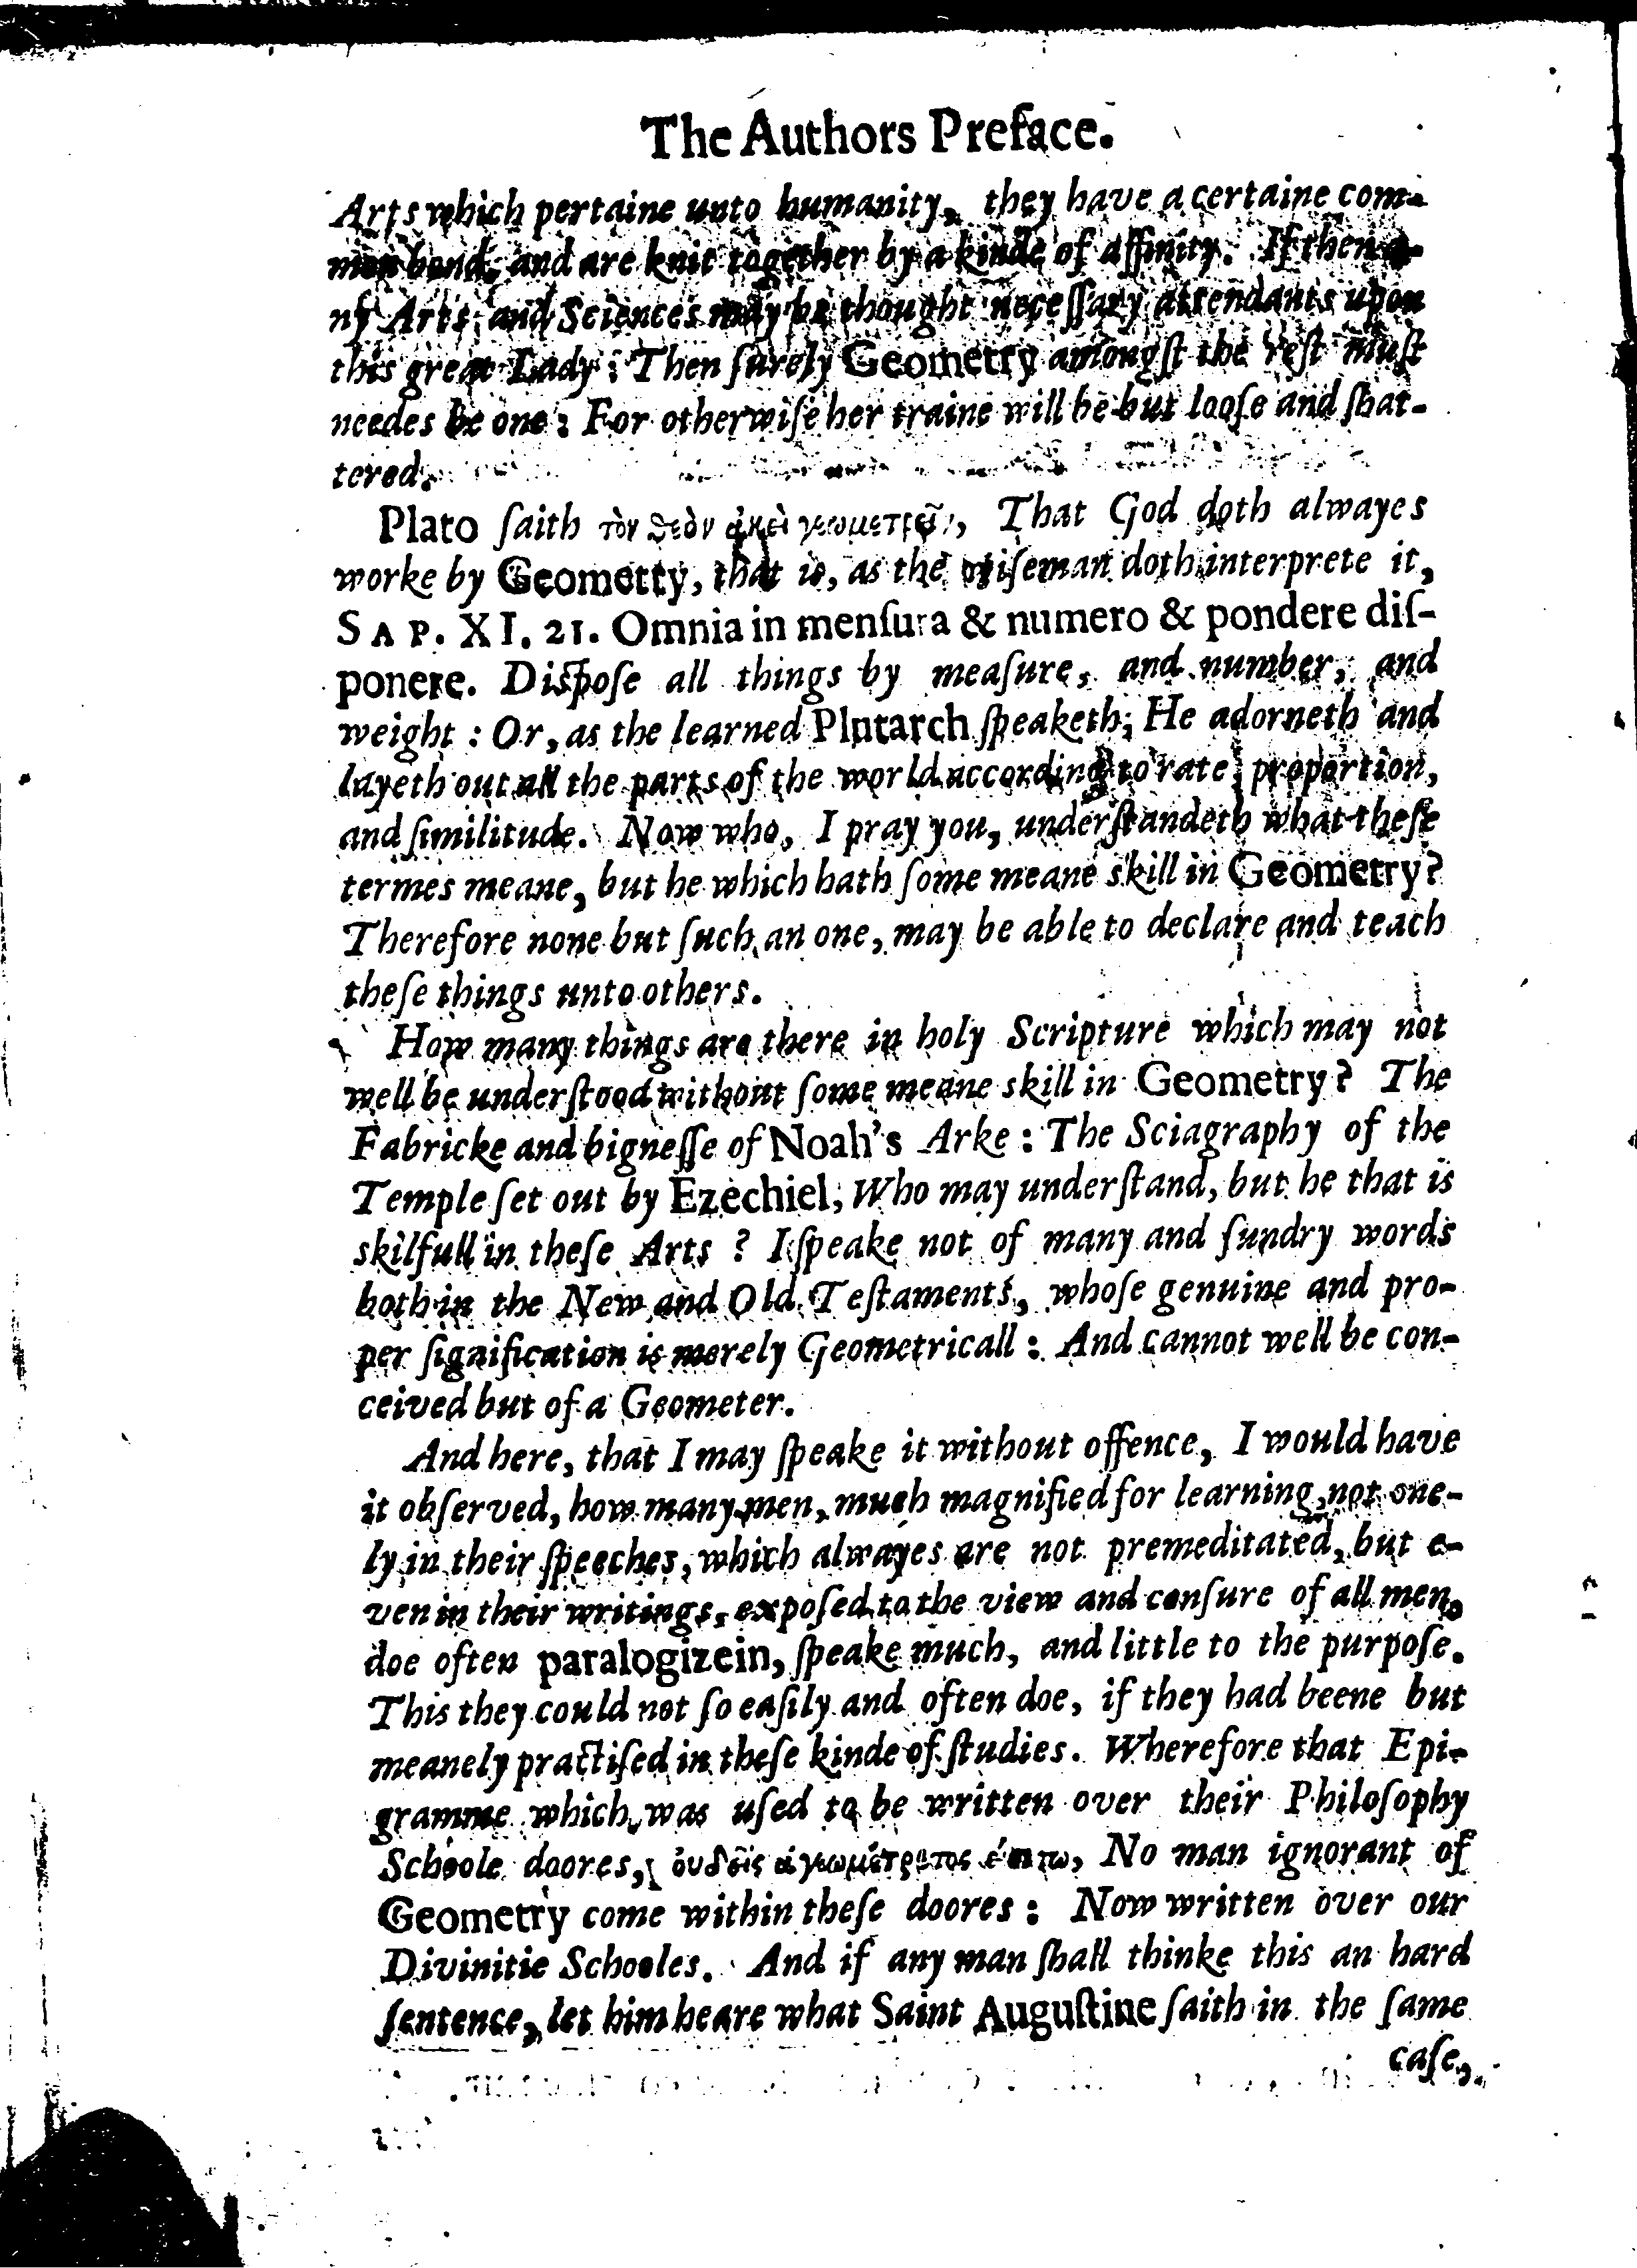 The Authors Preface.
Arts which pertaine unto humanity, they have a certaine com-
mon bond, and are knit together by a kinde of affinity. If then a-
ny Arts and Sciences may be thought neceſſary attendants upon
this great Lady; Then ſurely Geometry amongſt the reſt muſt
needes be one: For otherwiſe her traine will be but looſe and ſhat-
tered.
Plato ſaith τὸν θεὸν That God doth alwayes
worke by Geometry, that is, as the wiſeman doth interprete it,
SAP. XI. 21. Omnia in menſura & numero & pondere diſ-
ponere. Diſpoſe all things by meaſure, and number, and
weight: Or, as the learned Plutarch ſpeaketh; He adorneth and
layeth out all the parts of the world according to rate, proportion,
and ſimilitude. Now who, I pray you, underſtandeth what theſe
termes meane, but he which hath ſome meane skill in Geometry?
Therefore none but ſuch an one, may be able to declare and teach
theſe things unto others.
How many things are there in holy Scripture which may not
well be underſtood without ſome meane skill in Geometry? The
Fabricke and bigneſſe of Noah's Arke: The Sciagraphy of the
Temple ſet out by Ezechiel, Who may underſtand, but he that is
skilfull in theſe Arts? I ſpeake not of many and ſundry words
both in the New and Old Teſtaments, whoſe genuine and pro-
per ſignification is merely Geometricall: And cannot well be con-
ceived but of a Geometer.
And here, that I may ſpeake it without offence, I would have
it obſerved, how many men, much magnified for learning, not one-
ly in their ſpeeches, which alwayes are not premeditated, but e-
ven in their writings, expoſed to the view and cenſure of all men,
doe often paralogizein, ſpeake much, and little to the purpoſe.
This they could not ſo eaſily and often doe, if they had beene but
meanely practiſed in theſe kinde of ſtudies. Wherefore that Epi-
gramme which was uſed to be written over their Philoſophy
Schoole doores, οὐδεὶς No man ignorant of
Geometry come within theſe doores: Now written over our
Divinitie Schooles. And if any man ſhall thinke this an hard
ſentence, let him heare what Saint Auguſtine ſaith in the ſame
caſe,